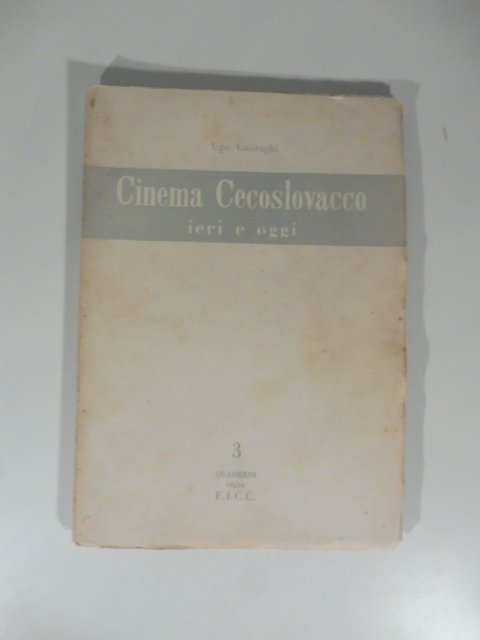 Ugo Casiraghi
Cinema Cecoslovacco
ieri e oggi
3
QUADERNI
DELLA
F.I.C.C.